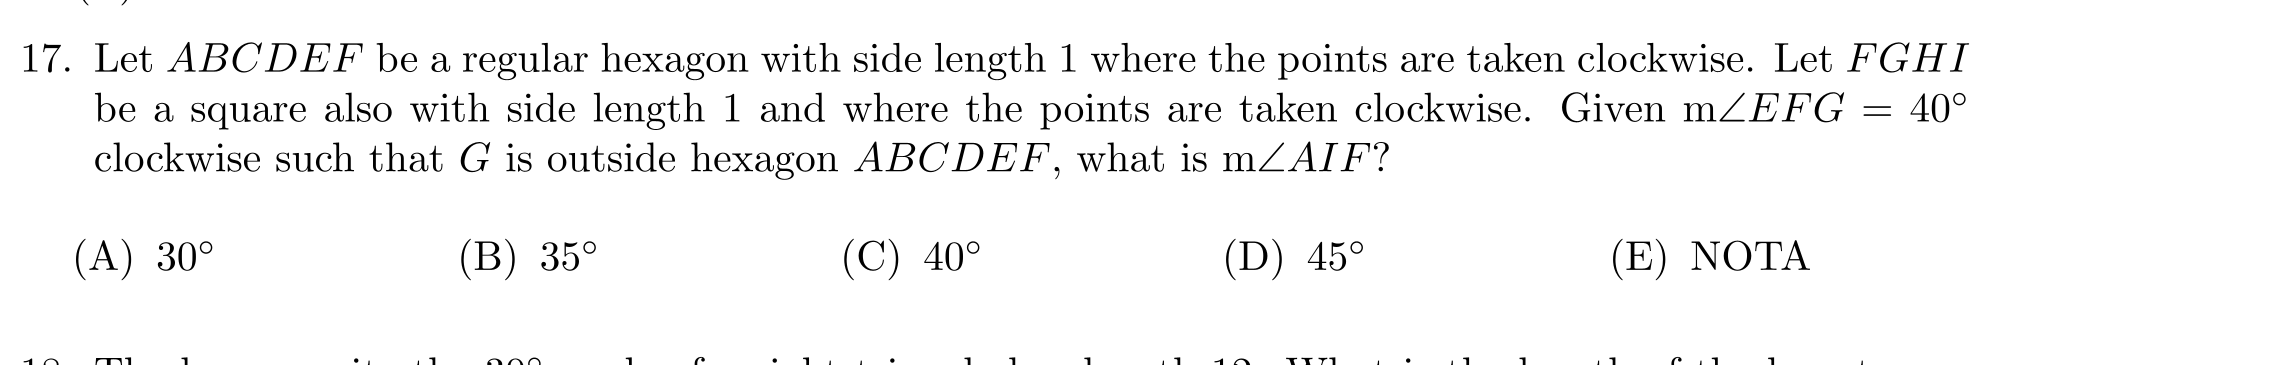 17. Let ABCDEF be a regular hexagon with side length 1 where the points are taken clockwise. Let FGHI
be a square also with side length 1 and where the points are taken clockwise. Given m∠EFG = 40°
clockwise such that G is outside hexagon ABCDEF, what is m∠AIF?
(A) 30° (B) 35° (C) 40° (D) 45° (E) NOTA